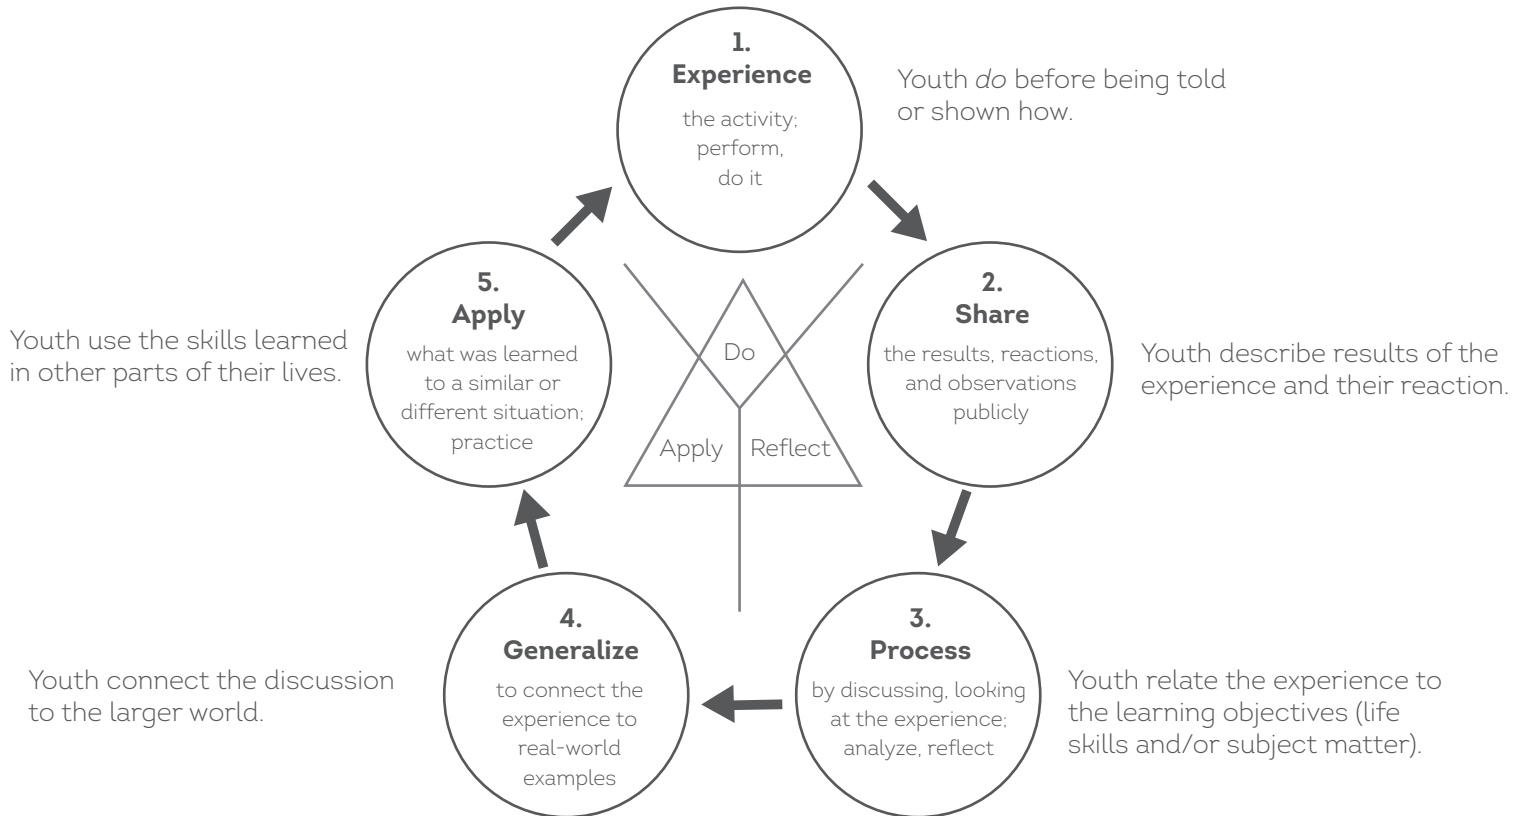 1.
Experience
the activity;
perform,
do it
Youth do before being told
or shown how.
2.
Share
the results, reactions,
and observations
publicly
Youth describe results of the
experience and their reaction.
3.
Process
by discussing, looking
at the experience;
analyze, reflect
Youth relate the experience to
the learning objectives (life
skills and/or subject matter).
4.
Generalize
to connect the
experience to
real-world
examples
Youth connect the discussion
to the larger world.
5.
Apply
what was learned
to a similar or
different situation;
practice
Youth use the skills learned
in other parts of their lives.
Do
Reflect
Apply